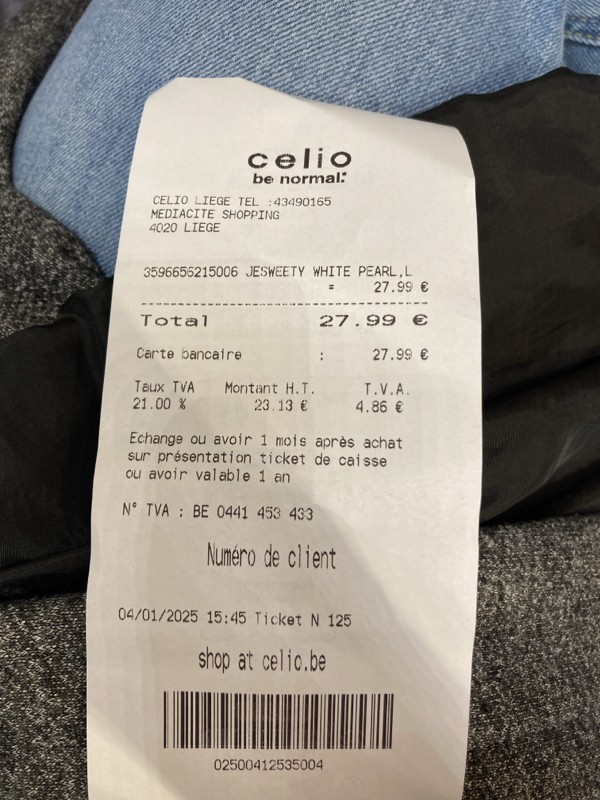 celio
be normal:
CELIO LIEGE TEL :43490165
MEDIACITE SHOPPING
4020 LIEGE
3596656215006 JESWEETY WHITE PEARL,L
= 27.99 €
Total 27.99 €
Carte bancaire : 27.99 €
Taux TVA Montant H.T. T.V.A.
21.00 % 23.13 € 4.86 €
Echange ou avoir 1 mois après achat
sur présentation ticket de caisse
ou avoir valable 1 an
N° TVA : BE 0441 453 433
Numéro de client
04/01/2025 15:45 Ticket N 125
shop at celio.be
02500412535004